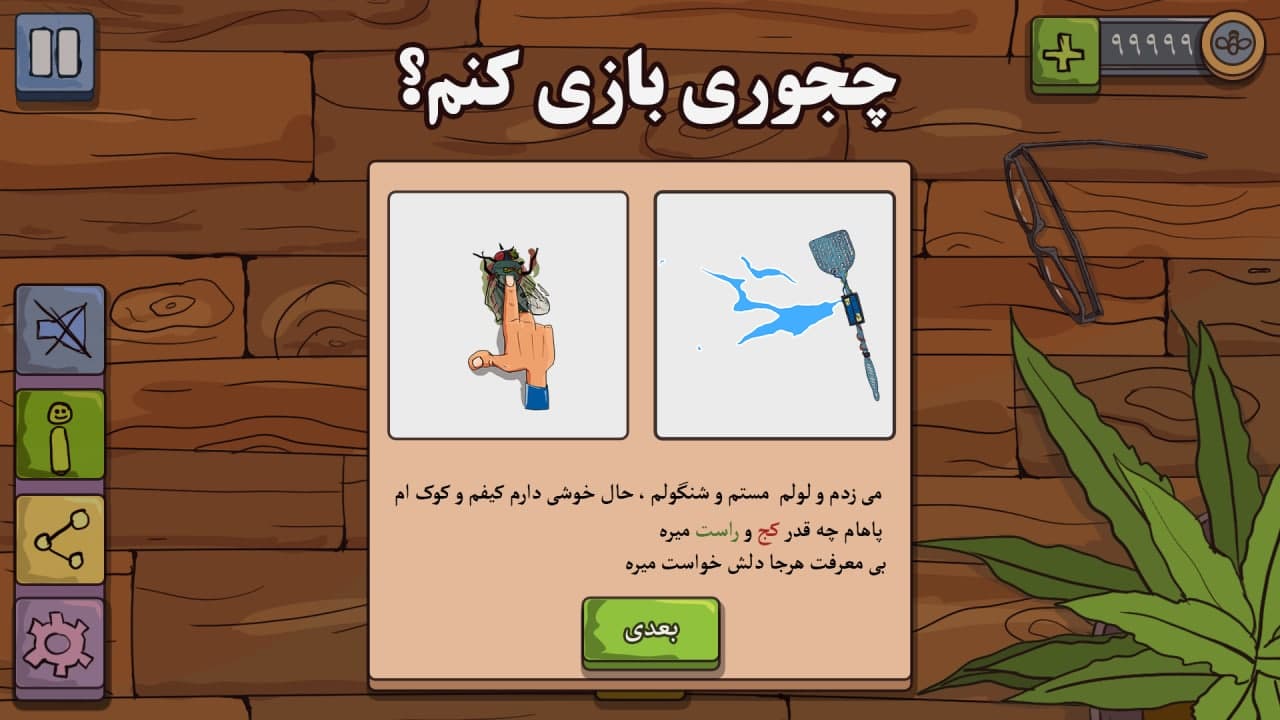 چجوری بازی کنم؟
۹۹۹۹۹
می زدم و لولم مستم و شنگولم ، حال خوشی دارم کیفم و کوک ام
پاهام چه قدر کج و راست میره
بی معرفت هرجا دلش خواست میره
بعدی